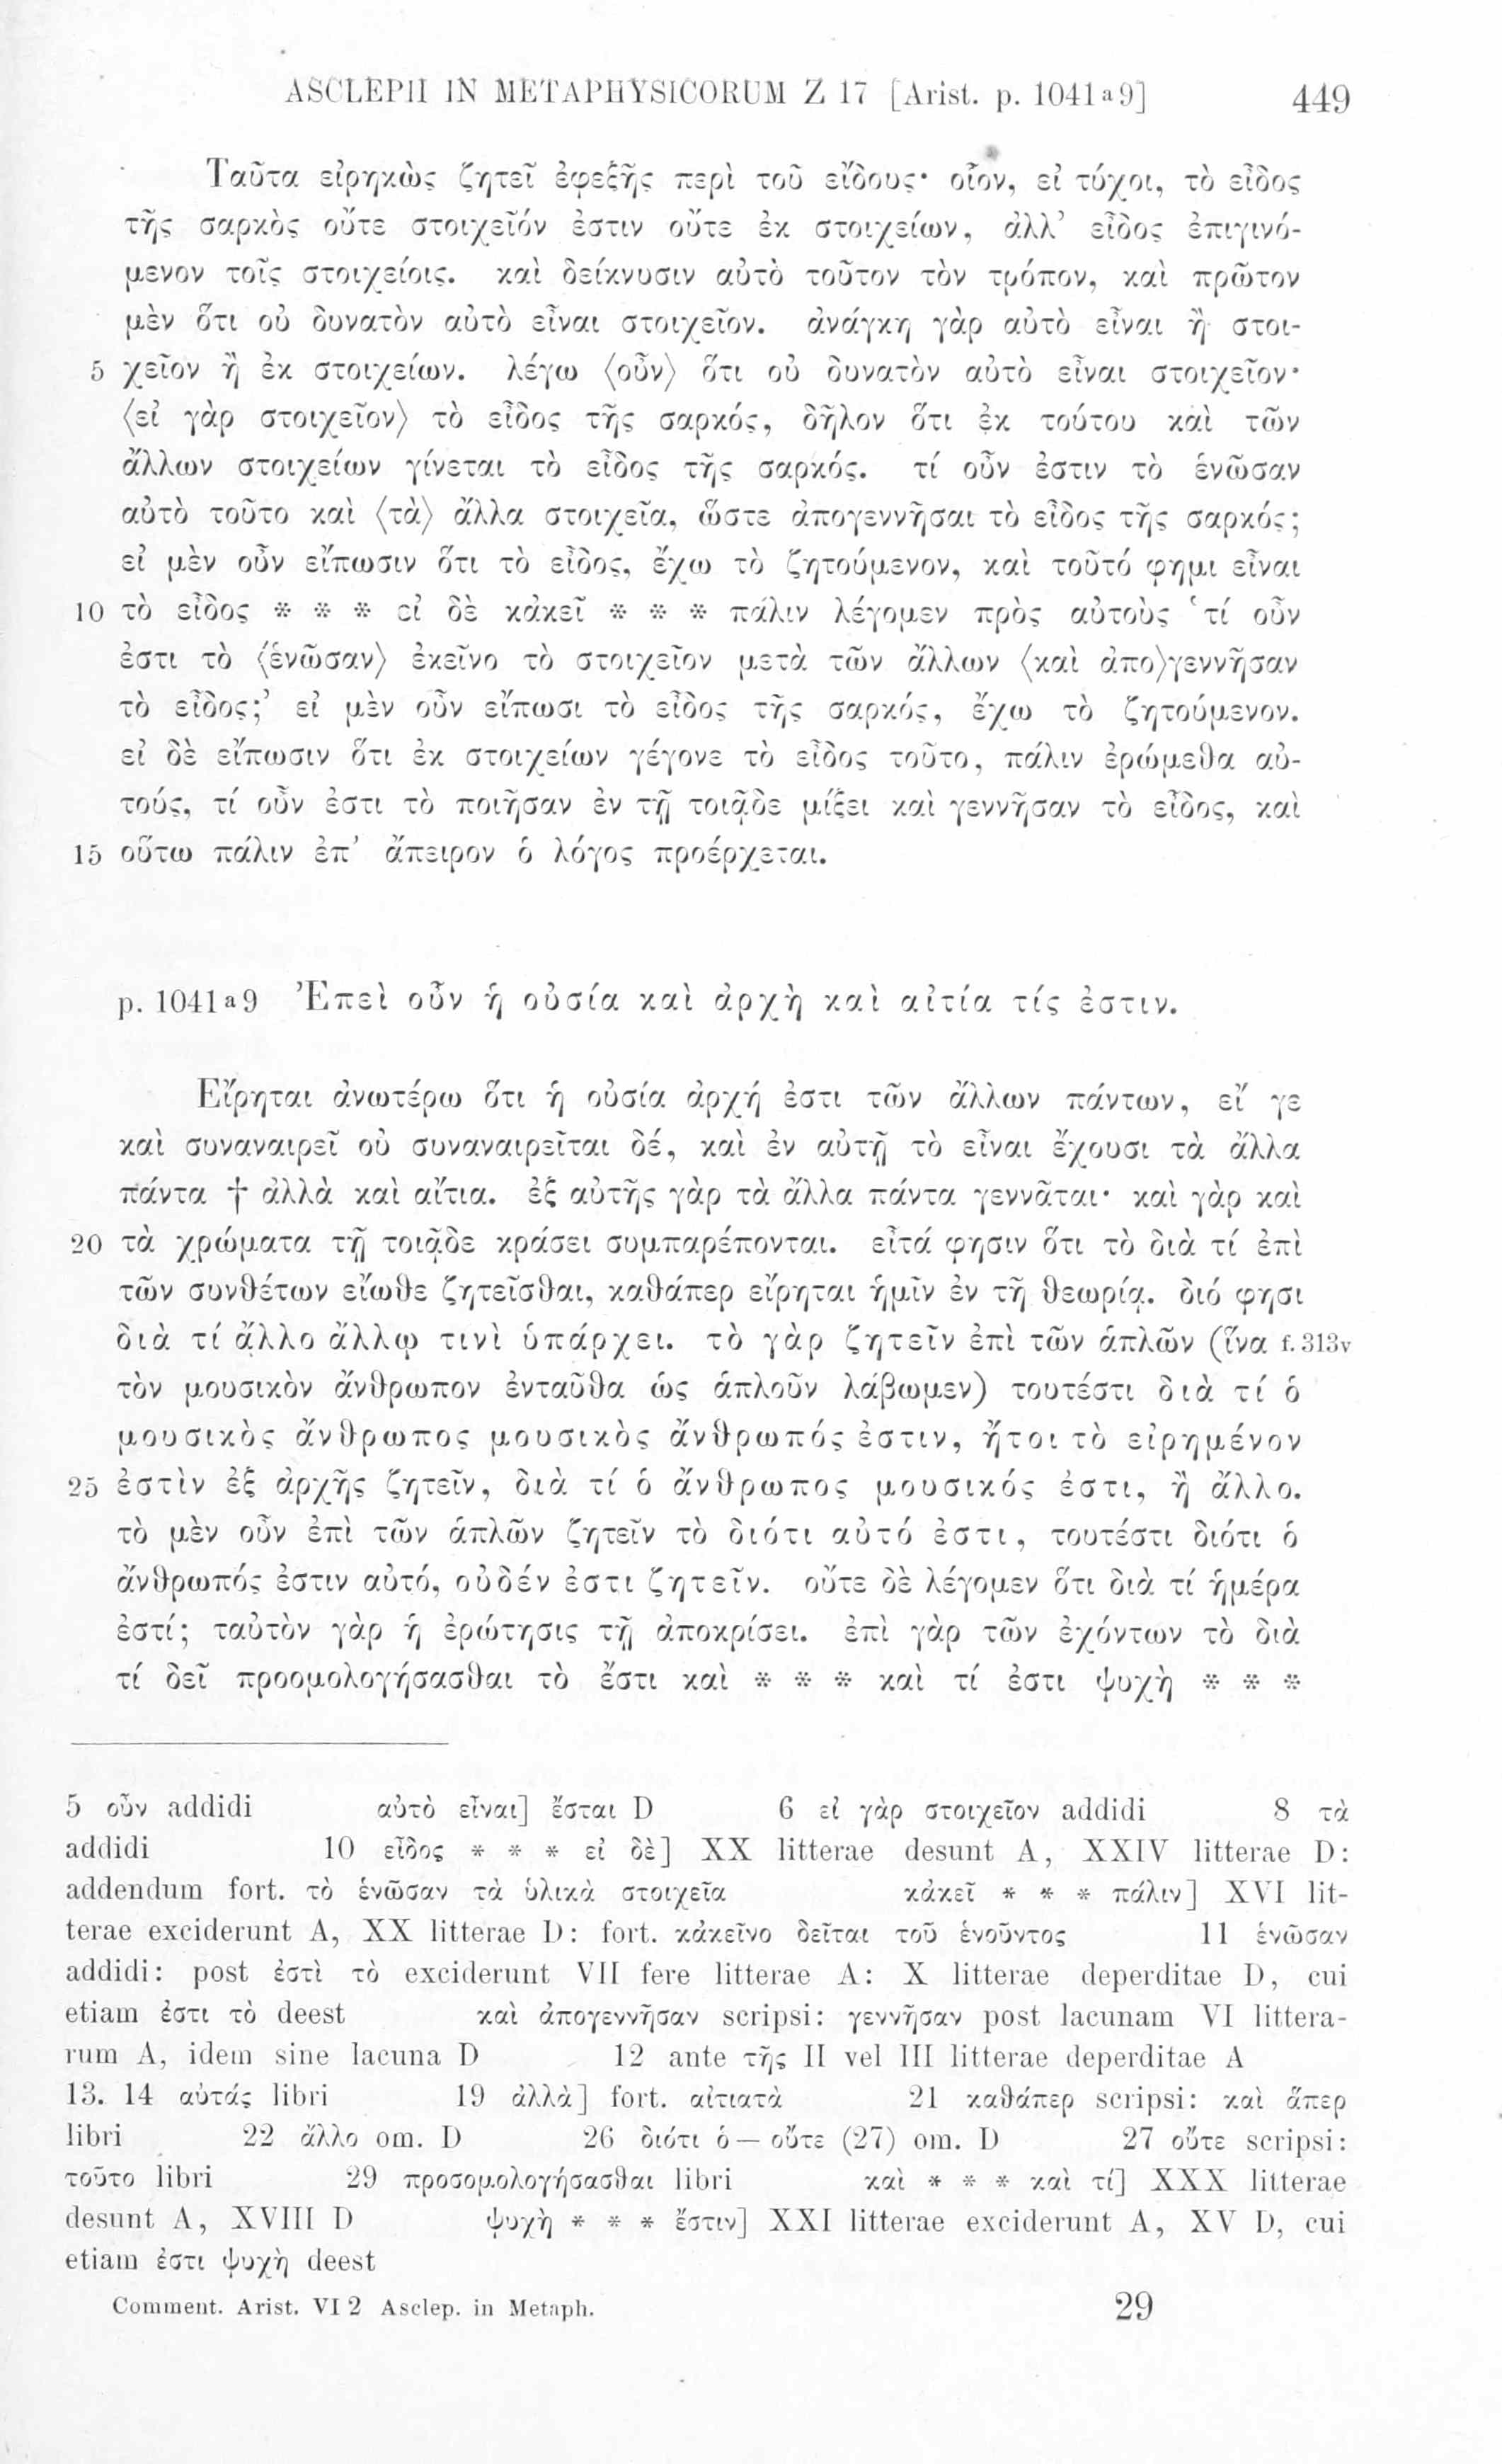 ASCLEPII IN METAPHYSICORUM Z 17 [Arist. p. 1041 a 9] 449
Ταῦτα εἰρηκὼς ζητεῖ ἐφεξῆς περὶ τοῦ εἴδους· οἷον, εἰ τύχοι, τὸ εἶδος
τῆς σαρκὸς οὔτε στοιχεῖόν ἐστιν οὔτε ἐκ στοιχείων, ἀλλ’ εἶδος ἐπιγινό-
μενον τοῖς στοιχείοις. καὶ δείκνυσιν αὐτὸ τοῦτον τὸν τρόπον, καὶ πρῶτον
μὲν ὅτι οὐ δυνατὸν αὐτὸ εἶναι στοιχεῖον. ἀνάγκη γὰρ αὐτὸ εἶναι ἢ στοι-
5 χεῖον ἢ ἐκ στοιχείων. λέγω ⟨οὖν⟩ ὅτι οὐ δυνατὸν αὐτὸ εἶναι στοιχεῖον·
⟨εἰ γὰρ στοιχεῖον⟩ τὸ εἶδος τῆς σαρκός, δῆλον ὅτι ἐκ τούτου καὶ τῶν
ἄλλων στοιχείων γίνεται τὸ εἶδος τῆς σαρκός. τί οὖν ἐστιν τὸ ἑνῶσαν
αὐτὸ τοῦτο καὶ ⟨τὰ⟩ ἄλλα στοιχεῖα, ὥστε ἀπογεννῆσαι τὸ εἶδος τῆς σαρκός;
εἰ μὲν οὖν εἴπωσιν ὅτι τὸ εἶδος, ἔχω τὸ ζητούμενον, καὶ τοῦτό φημι εἶναι
10 τὸ εἶδος * * * εἰ δὲ κἀκεῖ * * * πάλιν λέγομεν πρὸς αὐτοὺς ‘τί οὖν
ἐστι τὸ ⟨ἑνῶσαν⟩ ἐκεῖνο τὸ στοιχεῖον μετὰ τῶν ἄλλων ⟨καὶ ἀπο⟩γεννῆσαν
τὸ εἶδος;’ εἰ μὲν οὖν εἴπωσι τὸ εἶδος τῆς σαρκός, ἔχω τὸ ζητούμενον.
εἰ δὲ εἴπωσιν ὅτι ἐκ στοιχείων γέγονε τὸ εἶδος τοῦτο, πάλιν ἐρώμεθα αὐ-
τούς, τί οὖν ἐστι τὸ ποιῆσαν ἐν τῇ τοιᾷδε μίξει καὶ γεννῆσαν τὸ εἶδος, καὶ
15 οὕτω πάλιν ἐπ’ ἄπειρον ὁ λόγος προέρχεται.
p. 1041 a 9 Ἐπεὶ οὖν ἡ οὐσία καὶ ἀρχὴ καὶ αἰτία τίς ἐστιν.
Εἴρηται ἀνωτέρω ὅτι ἡ οὐσία ἀρχή ἐστι τῶν ἄλλων πάντων, εἴ γε
καὶ συναναιρεῖ οὐ συναναιρεῖται δέ, καὶ ἐν αὐτῇ τὸ εἶναι ἔχουσι τὰ ἄλλα
πάντα † ἀλλὰ καὶ αἴτια. ἐξ αὐτῆς γὰρ τὰ ἄλλα πάντα γεννᾶται· καὶ γὰρ καὶ
20 τὰ χρώματα τῇ τοιᾷδε κράσει συμπαρέπονται. εἶτά φησιν ὅτι τὸ διὰ τί ἐπὶ
τῶν συνθέτων εἴωθε ζητεῖσθαι, καθάπερ εἴρηται ἡμῖν ἐν τῇ θεωρίᾳ. διό φησι
διὰ τί ἄλλο ἄλλῳ τινὶ ὑπάρχει. τὸ γὰρ ζητεῖν ἐπὶ τῶν ἁπλῶν (ἵνα f. 313v
τὸν μουσικὸν ἄνθρωπον ἐνταῦθα ὡς ἁπλοῦν λάβωμεν) τουτέστι διὰ τί ὁ
μουσικὸς ἄνθρωπος μουσικὸς ἄνθρωπός ἐστιν, ἤτοι τὸ εἰρημένον
25 ἐστὶν ἐξ ἀρχῆς ζητεῖν, διὰ τί ὁ ἄνθρωπος μουσικός ἐστι, ἢ ἄλλο.
τὸ μὲν οὖν ἐπὶ τῶν ἁπλῶν ζητεῖν τὸ διότι αὐτό ἐστι, τουτέστι διότι ὁ
ἄνθρωπός ἐστιν αὐτό, οὐδέν ἐστι ζητεῖν. οὔτε δὲ λέγομεν ὅτι διὰ τί ἡμέρα
ἐστί; ταὐτὸν γὰρ ἡ ἐρώτησις τῇ ἀποκρίσει. ἐπὶ γὰρ τῶν ἐχόντων τὸ διὰ
τί δεῖ προομολογήσασθαι τὸ ἔστι καὶ * * * καὶ τί ἐστι ψυχὴ * * *
5 οὖν addidi αὐτὸ εἶναι] ἔσται D 6 εἰ γὰρ στοιχεῖον addidi 8 τὰ
addidi 10 εἶδος * * * εἰ δὲ] XX litterae desunt A, XXIV litterae D:
addendum fort. τὸ ἑνῶσαν τὰ ὑλικὰ στοιχεῖα κἀκεῖ * * * πάλιν] XVI lit-
terae exciderunt A, XX litterae D: fort. κἀκεῖνο δεῖται τοῦ ἑνοῦντος 11 ἑνῶσαν
addidi: post ἐστὶ τὸ exciderunt VII fere litterae A: X litterae deperditae D, cui
etiam ἐστι τὸ deest καὶ ἀπογεννῆσαν scripsi: γεννῆσαν post lacunam VI littera-
rum A, idem sine lacuna D 12 ante τῆς II vel III litterae deperditae A
13. 14 αὐτάς libri 19 ἀλλὰ] fort. αἰτιατὰ 21 καθάπερ scripsi: καὶ ἅπερ
libri 22 ἄλλο om. D 26 διότι ὁ — οὔτε (27) om. D 27 οὔτε scripsi:
τοῦτο libri 29 προσομολογήσασθαι libri καὶ * * * καὶ τί] XXX litterae
desunt A, XVIII D ψυχὴ * * * ἔστιν] XXI litterae exciderunt A, XV D, cui
etiam ἐστι ψυχὴ deest
Comment. Arist. VI 2 Asclep. in Metaph. 29